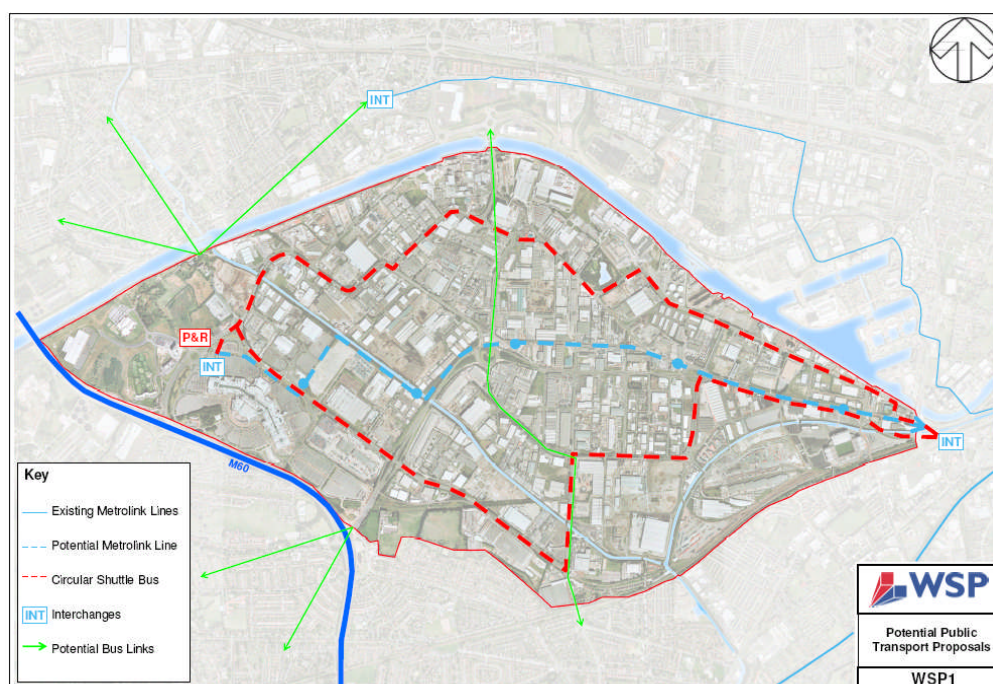 INT
P&R
INT
INT
M60
Key
Existing Metrolink Lines
Potential Metrolink Line
Circular Shuttle Bus
INT Interchanges
Potential Bus Links
WSP
Potential Public
Transport Proposals
WSP1